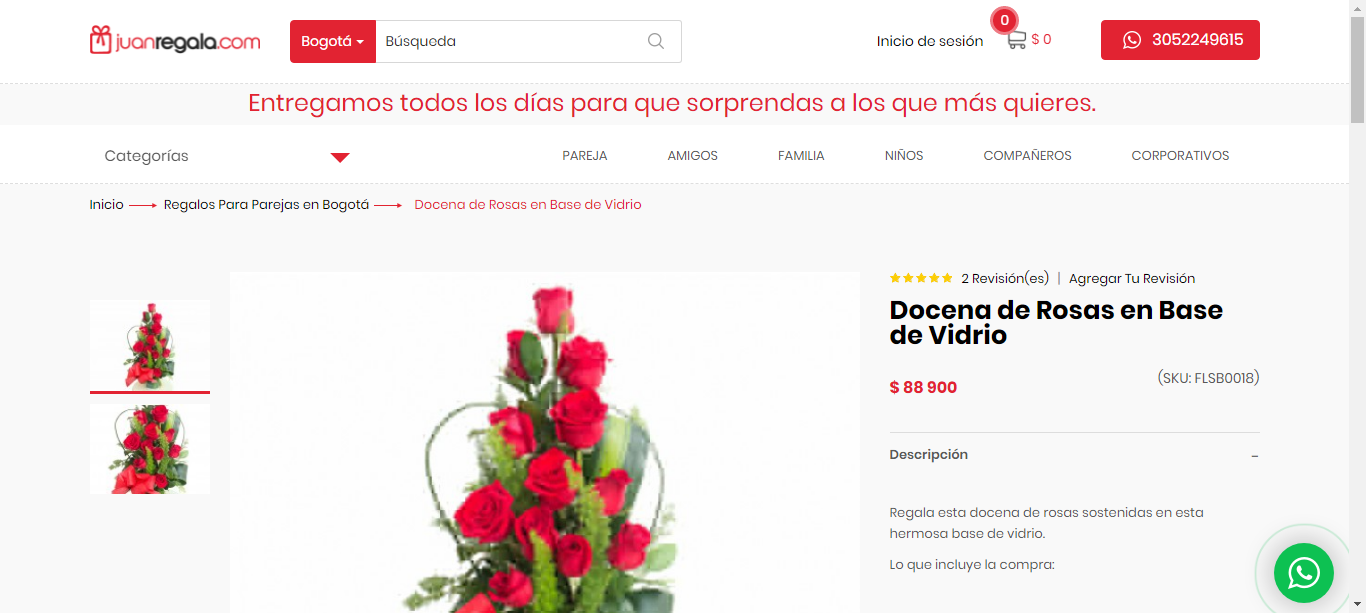 juanregala.com
Bogotá
Búsqueda
Inicio de sesión
0
$ 0
3052249615
Entregamos todos los días para que sorprendas a los que más quieres.
Categorías
PAREJA
AMIGOS
FAMILIA
NIÑOS
COMPAÑEROS
CORPORATIVOS
Inicio
Regalos Para Parejas en Bogotá
Docena de Rosas en Base de Vidrio
2 Revisión(es) | Agregar Tu Revisión
Docena de Rosas en Base
de Vidrio
$ 88 900
(SKU: FLSB0018)
Descripción
Regala esta docena de rosas sostenidas en esta
hermosa base de vidrio.
Lo que incluye la compra: